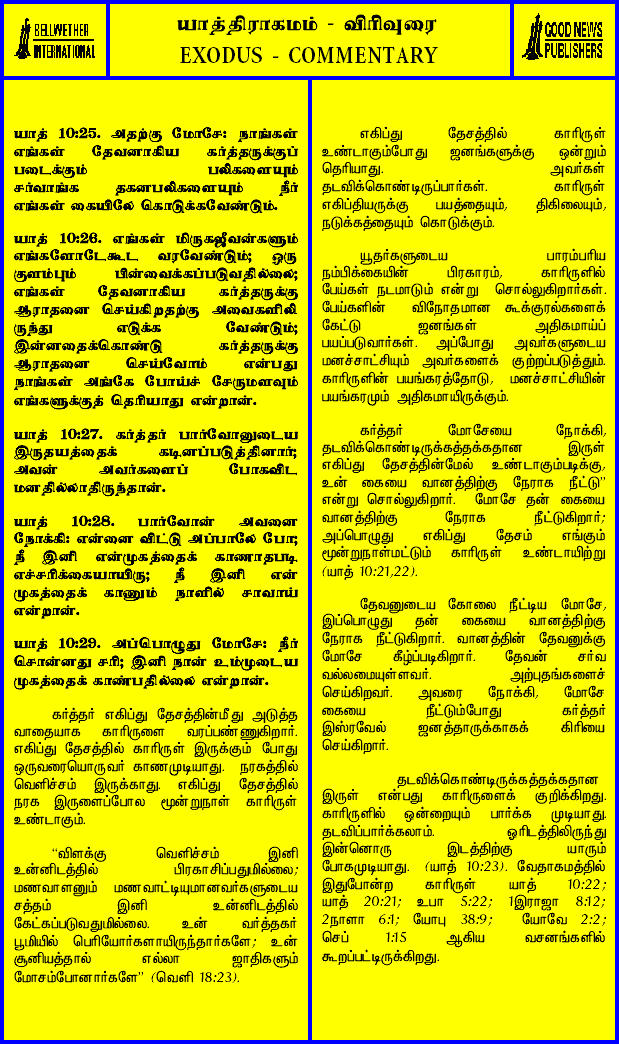 BELLWETHER
INTERNATIONAL
யாத்திராகமம் - விரிவுரை
EXODUS - COMMENTARY
GOOD NEWS
PUBLISHERS
யாத் 10:25. அதற்கு மோசே: நாங்கள்
எங்கள் தேவனாகிய கர்த்தருக்குப்
படைக்கும் பலிகளையும்
சர்வாங்க தகனபலிகளையும் நீர்
எங்கள் கையிலே கொடுக்கவேண்டும்.
யாத் 10:26. எங்கள் மிருகஜீவன்களும்
எங்களோடேகூட வரவேண்டும்; ஒரு
குளம்பும் பின்வைக்கப்படுவதில்லை;
எங்கள் தேவனாகிய கர்த்தருக்கு
ஆராதனை செய்கிறதற்கு அவைகளிலி
ருந்து எடுக்க வேண்டும்;
இன்னதைக்கொண்டு கர்த்தருக்கு
ஆராதனை செய்வோம் என்பது
நாங்கள் அங்கே போய்ச் சேருமளவும்
எங்களுக்குத் தெரியாது என்றான்.
யாத் 10:27. கர்த்தர் பார்வோனுடைய
இருதயத்தைக் கடினப்படுத்தினார்;
அவன் அவர்களைப் போகவிட
மனதில்லாதிருந்தான்.
யாத் 10:28. பார்வோன் அவனை
நோக்கி: என்னை விட்டு அப்பாலே போ;
நீ இனி என்முகத்தைக் காணாதபடி
எச்சரிக்கையாயிரு; நீ இனி என்
முகத்தைக் காணும் நாளில் சாவாய்
என்றான்.
யாத் 10:29. அப்பொழுது மோசே: நீர்
சொன்னது சரி; இனி நான் உம்முடைய
முகத்தைக் காண்பதில்லை என்றான்.
கர்த்தர் எகிப்து தேசத்தின்மீது அடுத்த
வாதையாக காரிருளை வரப்பண்ணுகிறார்.
எகிப்து தேசத்தில் காரிருள் இருக்கும் போது
ஒருவரையொருவர் காணமுடியாது. நரகத்தில்
வெளிச்சம் இருக்காது. எகிப்து தேசத்தில்
நரக இருளைப்போல மூன்றுநாள் காரிருள்
உண்டாகும்.
“விளக்கு வெளிச்சம் இனி
உன்னிடத்தில் பிரகாசிப்பதுமில்லை;
மணவாளனும் மணவாட்டியுமானவர்களுடைய
சத்தம் இனி உன்னிடத்தில்
கேட்கப்படுவதுமில்லை. உன் வர்த்தகர்
பூமியில் பெரியோர்களாயிருந்தார்களே; உன்
சூனியத்தால் எல்லா ஜாதிகளும்
மோசம்போனார்களே” (வெளி 18:23).
எகிப்து தேசத்தில் காரிருள்
உண்டாகும்போது ஜனங்களுக்கு ஒன்றும்
தெரியாது. அவர்கள்
தடவிக்கொண்டிருப்பார்கள். காரிருள்
எகிப்தியருக்கு பயத்தையும், திகிலையும்,
நடுக்கத்தையும் கொடுக்கும்.
யூதர்களுடைய பாரம்பரிய
நம்பிக்கையின் பிரகாரம், காரிருளில்
பேய்கள் நடமாடும் என்று சொல்லுகிறார்கள்.
பேய்களின் விநோதமான கூக்குரல்களைக்
கேட்டு ஜனங்கள் அதிகமாய்ப்
பயப்படுவார்கள். அப்போது அவர்களுடைய
மனச்சாட்சியும் அவர்களைக் குற்றப்படுத்தும்.
காரிருளின் பயங்கரத்தோடு, மனச்சாட்சியின்
பயங்கரமும் அதிகமாயிருக்கும்.
கர்த்தர் மோசேயை நோக்கி,
தடவிக்கொண்டிருக்கத்தக்கதான இருள்
எகிப்து தேசத்தின்மேல் உண்டாகும்படிக்கு,
உன் கையை வானத்திற்கு நேராக நீட்டு”
என்று சொல்லுகிறார். மோசே தன் கையை
வானத்திற்கு நேராக நீட்டுகிறார்;
அப்பொழுது எகிப்து தேசம் எங்கும்
மூன்றுநாள்மட்டும் காரிருள் உண்டாயிற்று
(யாத் 10:21,22).
தேவனுடைய கோலை நீட்டிய மோசே,
இப்பொழுது தன் கையை வானத்திற்கு
நேராக நீட்டுகிறார். வானத்தின் தேவனுக்கு
மோசே கீழ்ப்படிகிறார். தேவன் சர்வ
வல்லமையுள்ளவர். அற்புதங்களைச்
செய்கிறவர். அவரை நோக்கி, மோசே
கையை நீட்டும்போது கர்த்தர்
இஸ்ரவேல் ஜனத்தாருக்காகக் கிரியை
செய்கிறார்.
தடவிக்கொண்டிருக்கத்தக்கதான
இருள் என்பது காரிருளைக் குறிக்கிறது.
காரிருளில் ஒன்றையும் பார்க்க முடியாது.
தடவிப்பார்க்கலாம். ஓரிடத்திலிருந்து
இன்னொரு இடத்திற்கு யாரும்
போகமுடியாது. (யாத் 10:23). வேதாகமத்தில்
இதுபோன்ற காரிருள் யாத் 10:22;
யாத் 20:21; உபா 5:22; 1இராஜா 8:12;
2நாளா 6:1; யோபு 38:9; யோவே 2:2;
செப் 1:15 ஆகிய வசனங்களில்
கூறப்பட்டிருக்கிறது.